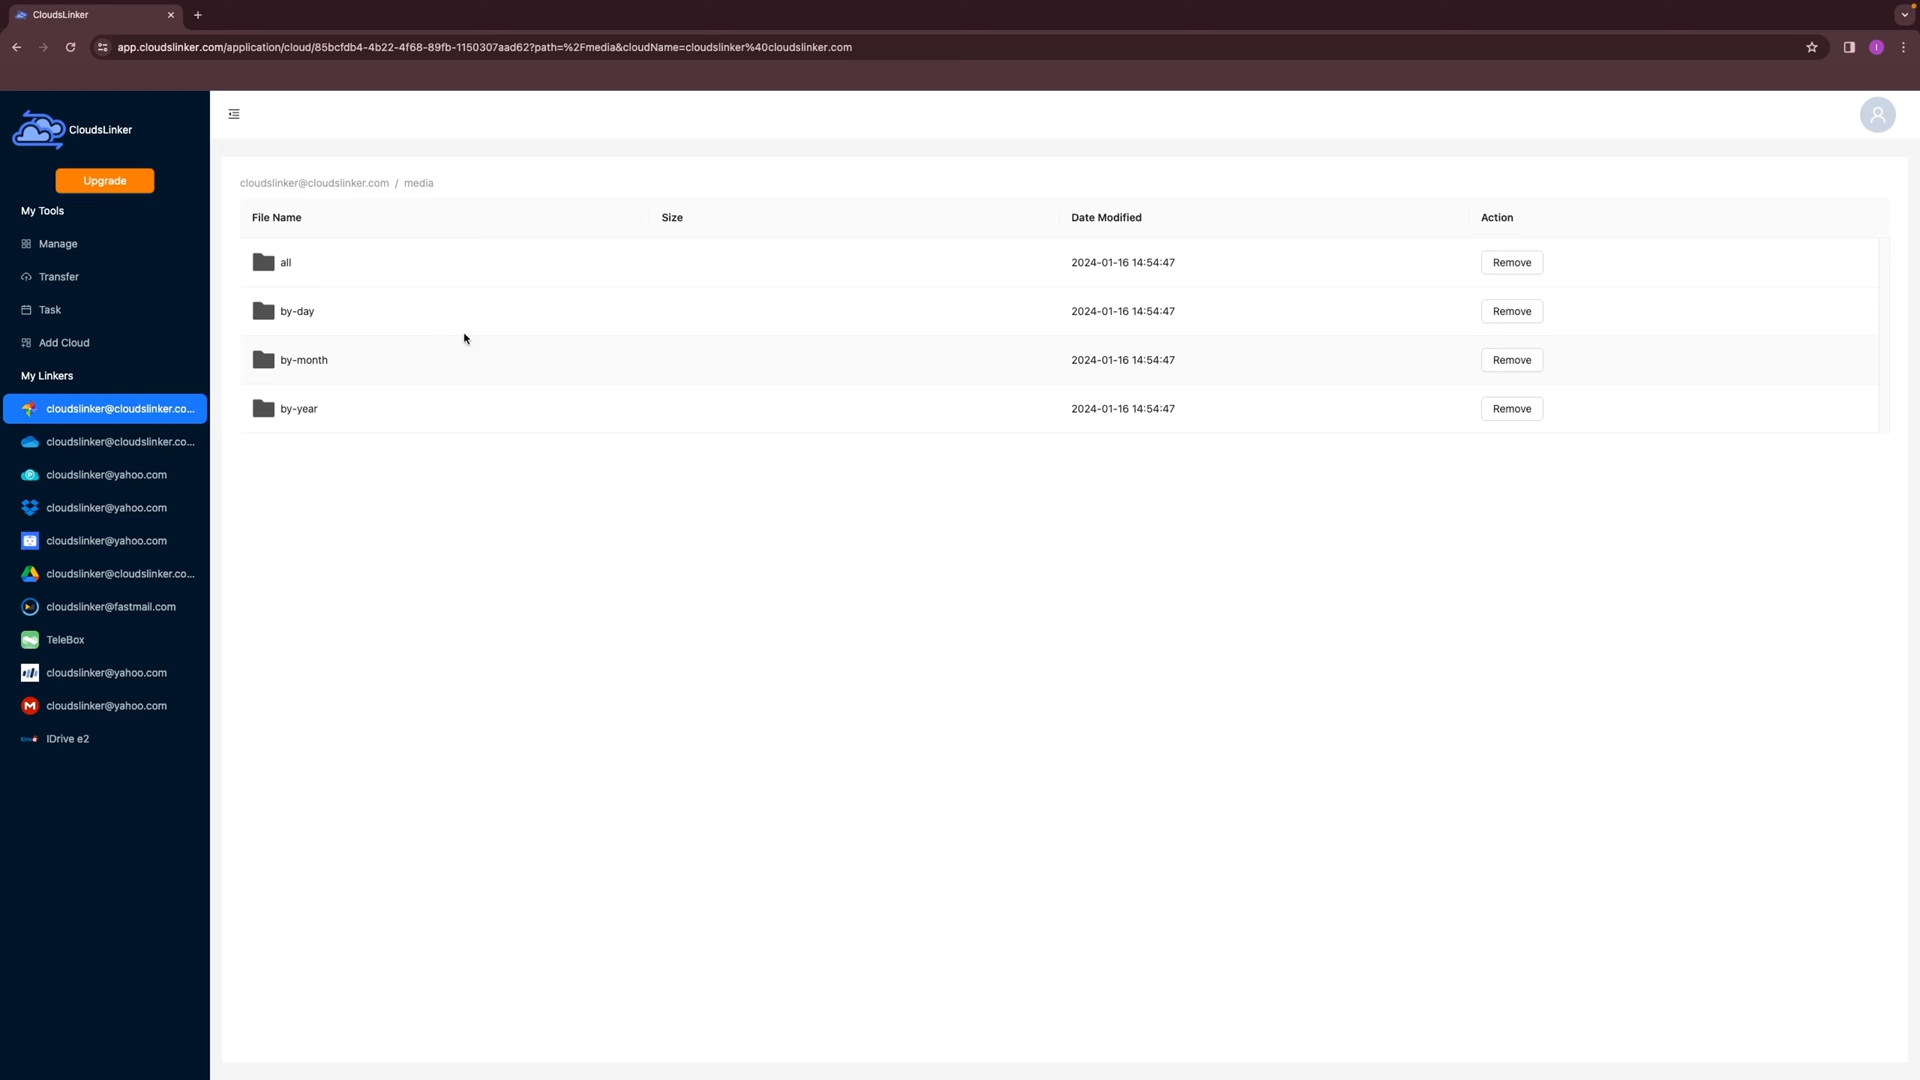 CloudsLinker
app.cloudslinker.com/application/cloud/85bcfdb4-4b22-4f68-89fb-1150307aad62?path=%2Fmedia&cloudName=cloudslinker%40cloudslinker.com
I
CloudsLinker
Upgrade
My Tools
Manage
Transfer
Task
Add Cloud
My Linkers
cloudslinker@cloudslinker.co...
cloudslinker@cloudslinker.co...
cloudslinker@yahoo.com
cloudslinker@yahoo.com
cloudslinker@yahoo.com
cloudslinker@cloudslinker.co...
cloudslinker@fastmail.com
TeleBox
cloudslinker@yahoo.com
M cloudslinker@yahoo.com
IDrive e2
cloudslinker@cloudslinker.com / media
File Name Size Date Modified Action
all 2024-01-16 14:54:47 Remove
by-day 2024-01-16 14:54:47 Remove
by-month 2024-01-16 14:54:47 Remove
by-year 2024-01-16 14:54:47 Remove